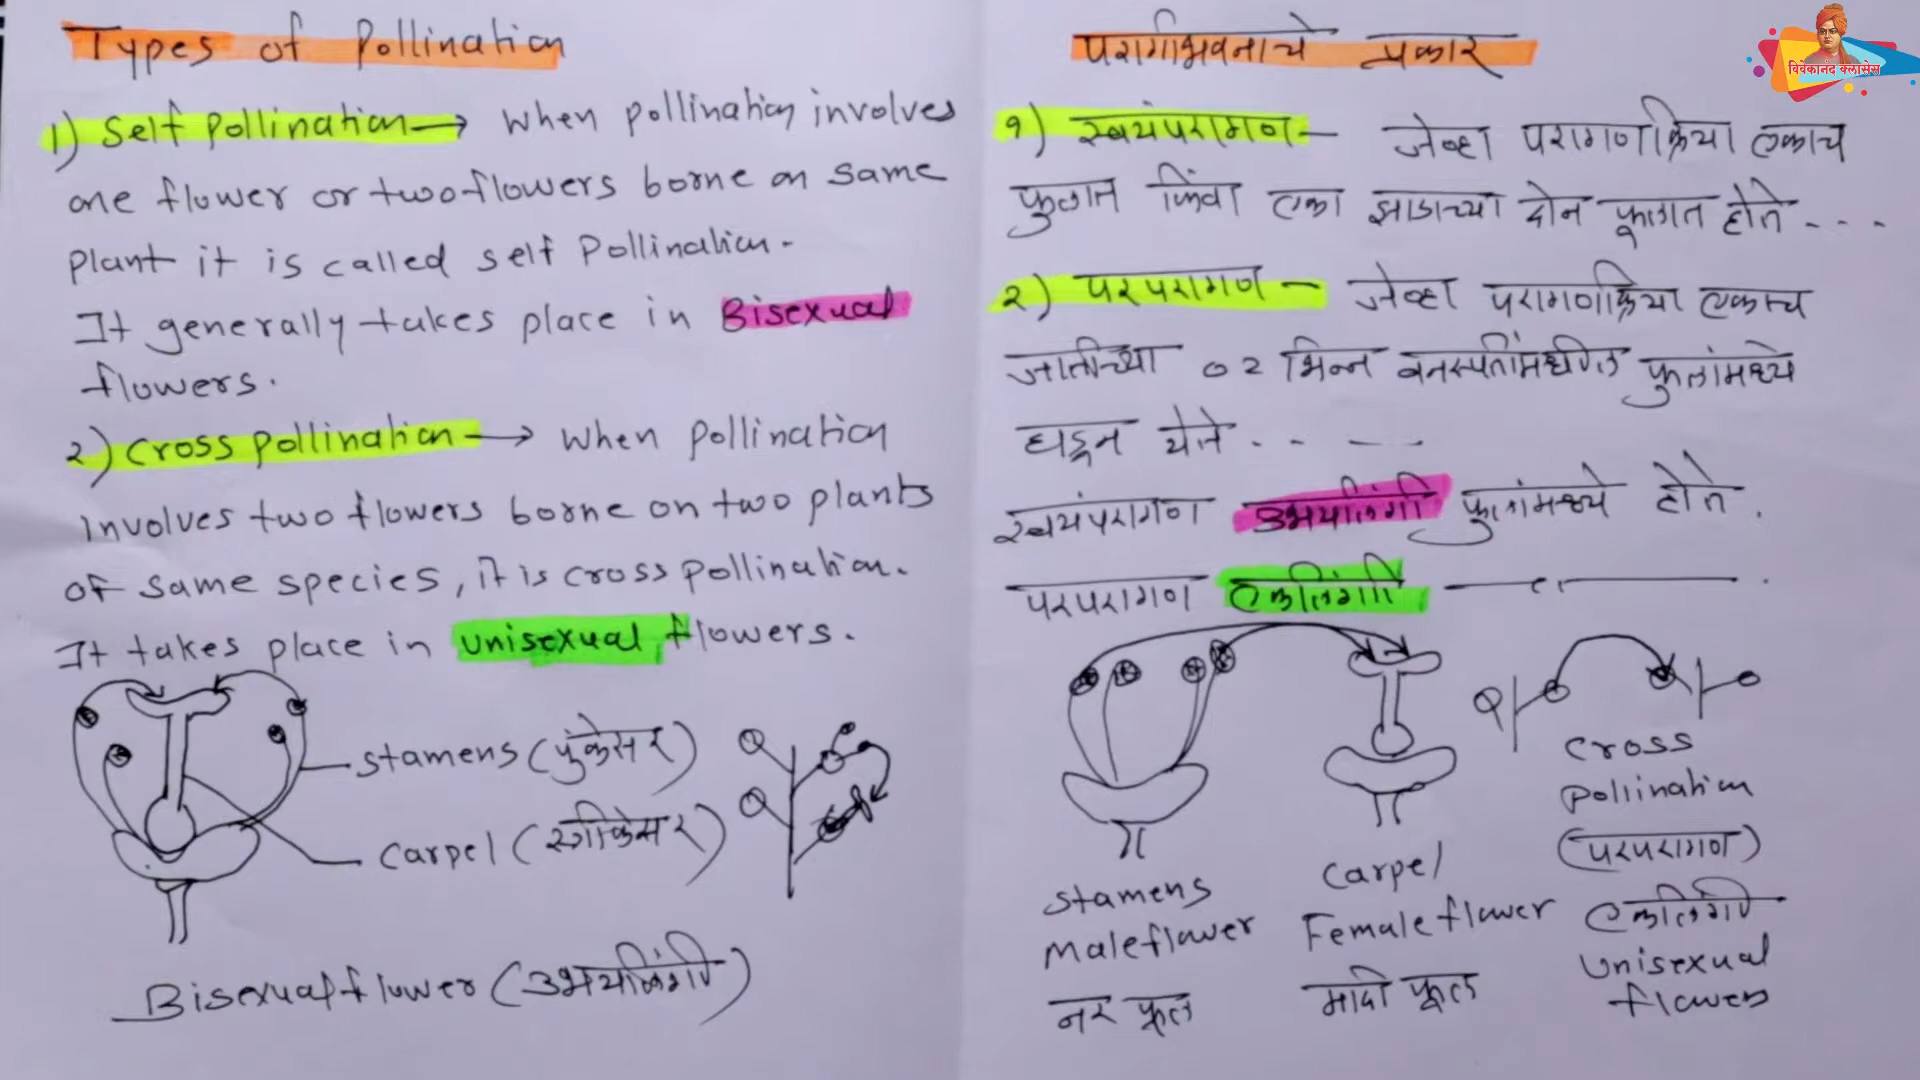 Types of Pollination
1) Self pollination → When pollination involves
one flower or two flowers borne on same
plant it is called self Pollination.
It generally takes place in Bisexual
flowers.
2) Cross pollination → When pollination
involves two flowers borne on two plants
of same species, it is cross pollination.
It takes place in unisexual flowers.
stamens (पुंकेसर)
carpel (स्त्रीकेसर)
Bisexual flower (उभयलिंगी)
परागीभवनाचे प्रकार
१) स्वयंपरागण — जेव्हा परागणक्रिया एकाच
फुलात किंवा एका झाडाच्या दोन फूलात होते - - -
२) परपरागण — जेव्हा परागणक्रिया एकाच
जातीच्या ०२ भिन्न वनस्पतींमधील फुलांमध्ये
घडून येते - - —
स्वयंपरागण उभयलिंगी फुलांमध्ये होते.
परपरागण एकलिंगी —〃—.
stamens
Male flower
नर फूल
Carpel
Female flower
मादी फूल
cross
pollination
(परपरागण)
एकलिंगी
unisexual
flowers
विवेकानंद क्लासेस